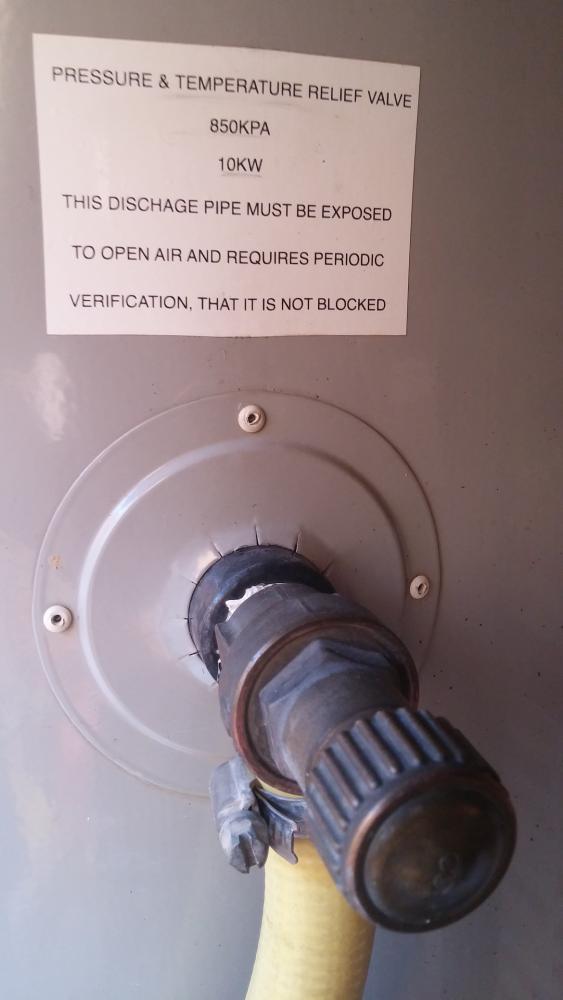 PRESSURE & TEMPERATURE RELIEF VALVE
850KPA
10KW
THIS DISCHAGE PIPE MUST BE EXPOSED
TO OPEN AIR AND REQUIRES PERIODIC
VERIFICATION, THAT IT IS NOT BLOCKED